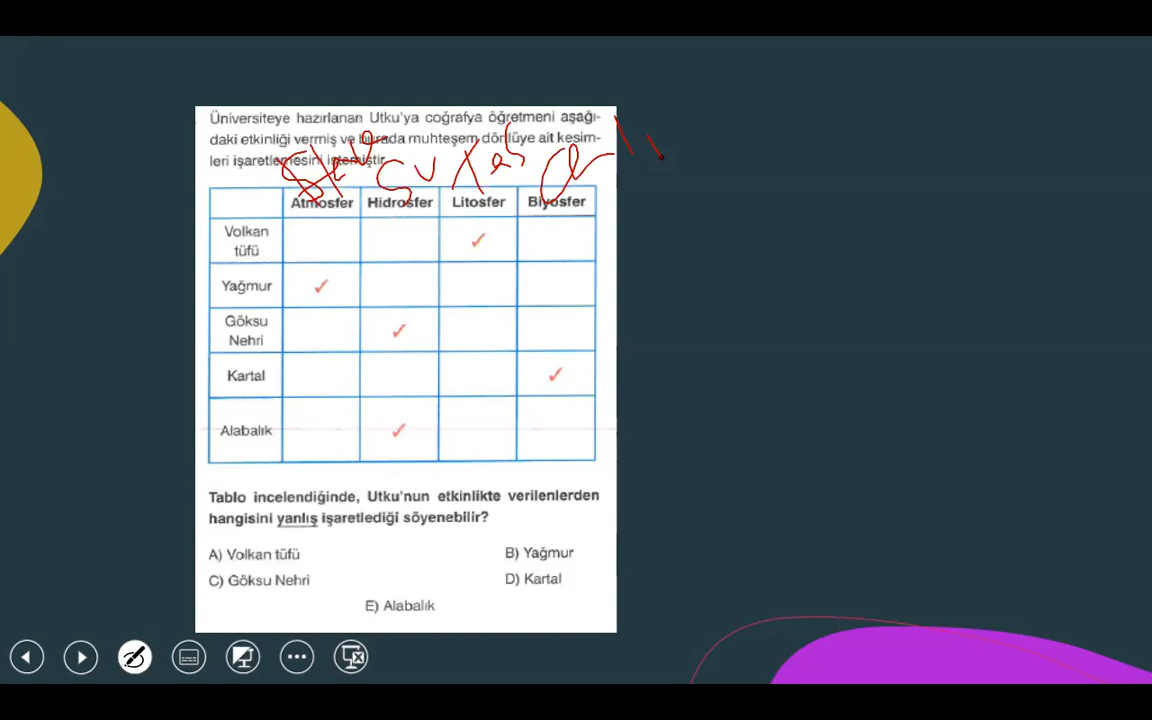 Üniversiteye hazırlanan Utku'ya coğrafya öğretmeni aşağı-
daki etkinliği vermiş ve burada muhteşem dörtlüye ait kesim-
leri işaretlemesini istemiştir.
Su Taş
Atmosfer Hidrosfer Litosfer Biyosfer
Volkan
tüfü
✓
Yağmur ✓
Göksu
Nehri
✓
Kartal ✓
Alabalık ✓
Tablo incelendiğinde, Utku'nun etkinlikte verilenlerden
hangisini yanlış işaretlediği söyenebilir?
A) Volkan tüfü B) Yağmur
C) Göksu Nehri D) Kartal
E) Alabalık